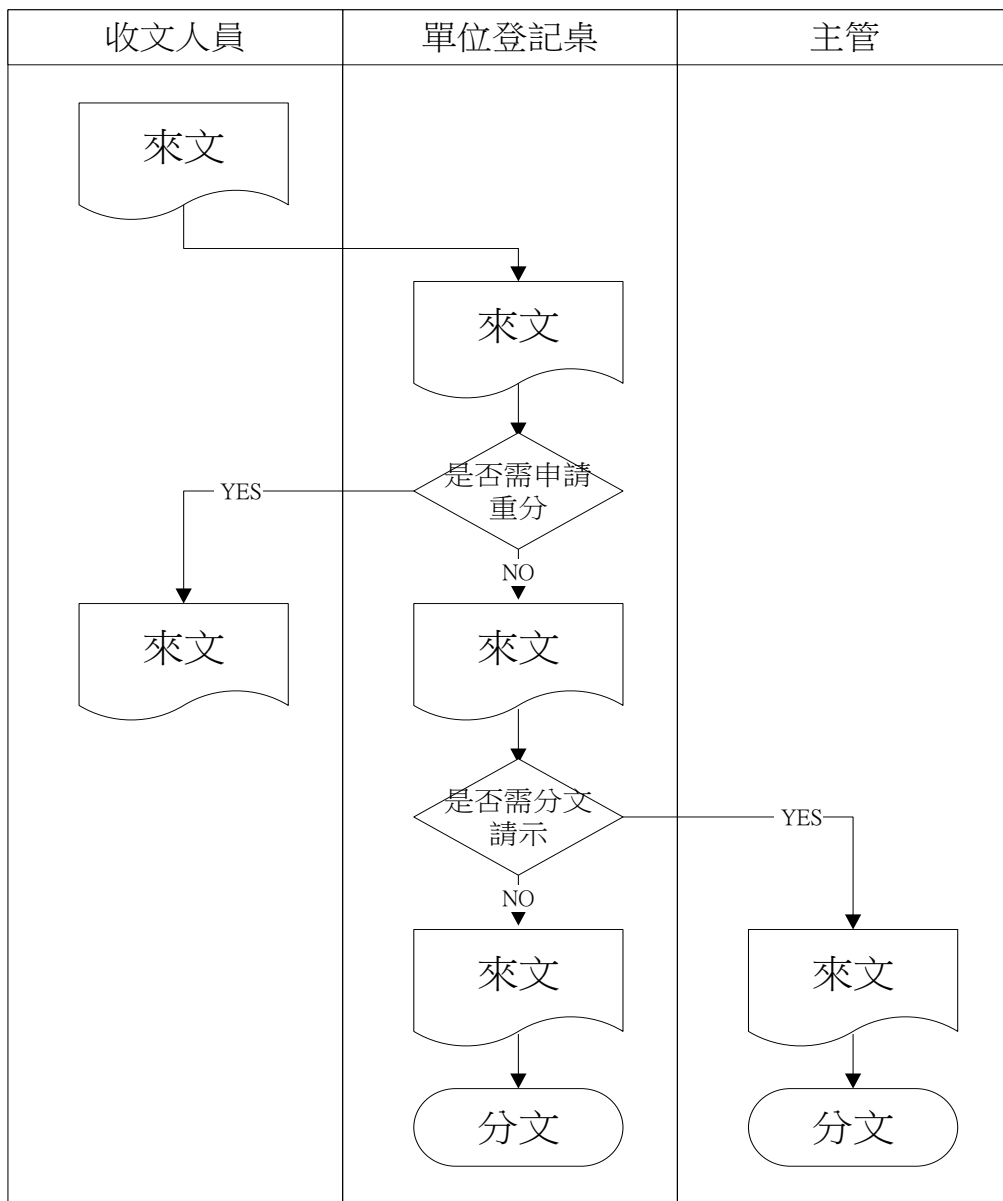 收文人員
單位登記桌
主管
來文
來文
是否需申請
重分
YES
NO
來文
來文
是否需分文
請示
YES
NO
來文
來文
分文
分文